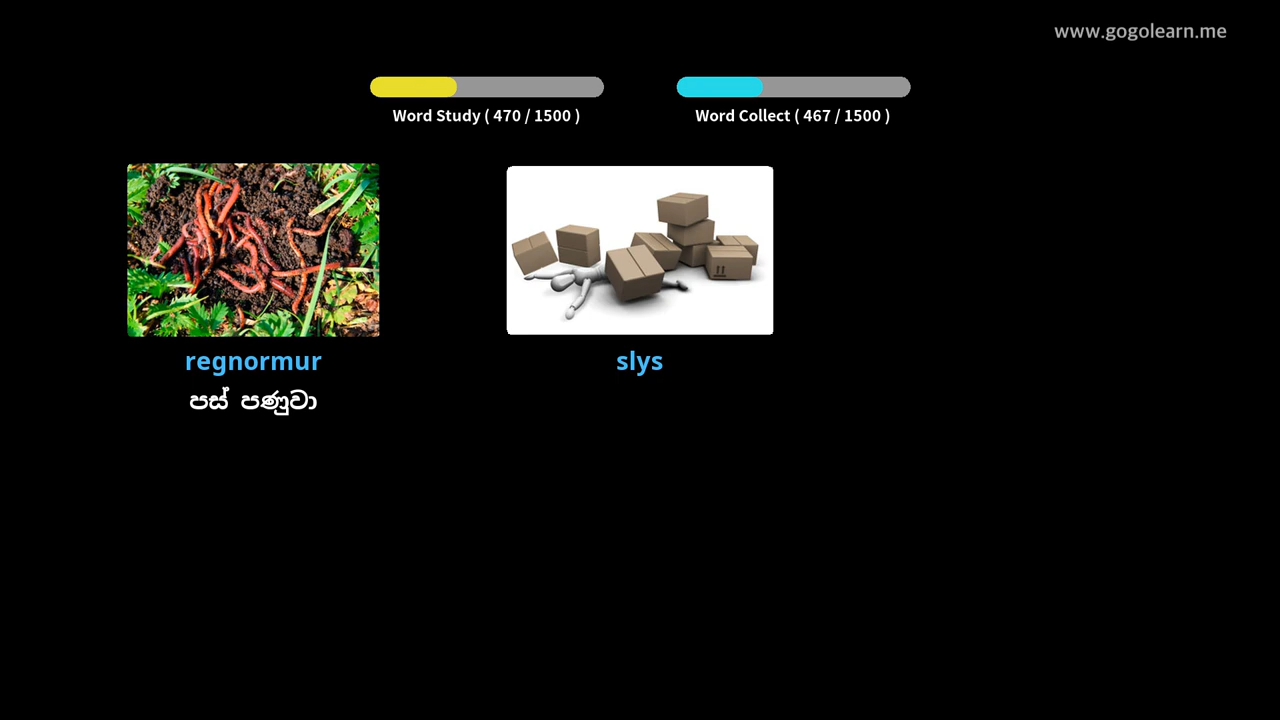 www.gogolearn.me
Word Study ( 470 / 1500 )
Word Collect ( 467 / 1500 )
regnormur
පස් පණුවා
slys